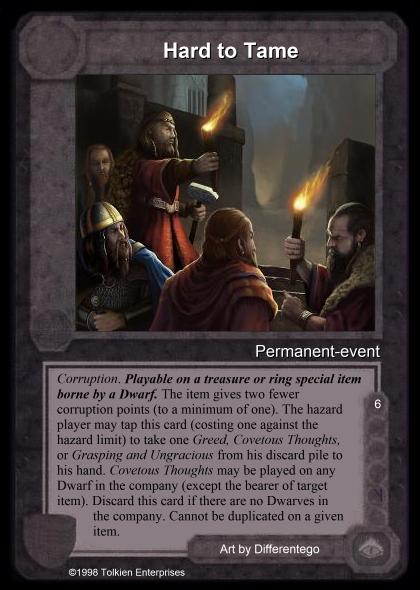 Hard to Tame
Permanent-event
Corruption. Playable on a treasure or ring special item
borne by a Dwarf. The item gives two fewer
corruption points (to a minimum of one). The hazard
player may tap this card (costing one against the
hazard limit) to take one Greed, Covetous Thoughts,
or Grasping and Ungracious from his discard pile to
his hand. Covetous Thoughts may be played on any
Dwarf in the company (except the bearer of target
item). Discard this card if there are no Dwarves in
the company. Cannot be duplicated on a given
item.
6
Art by Differentego
©1998 Tolkien Enterprises